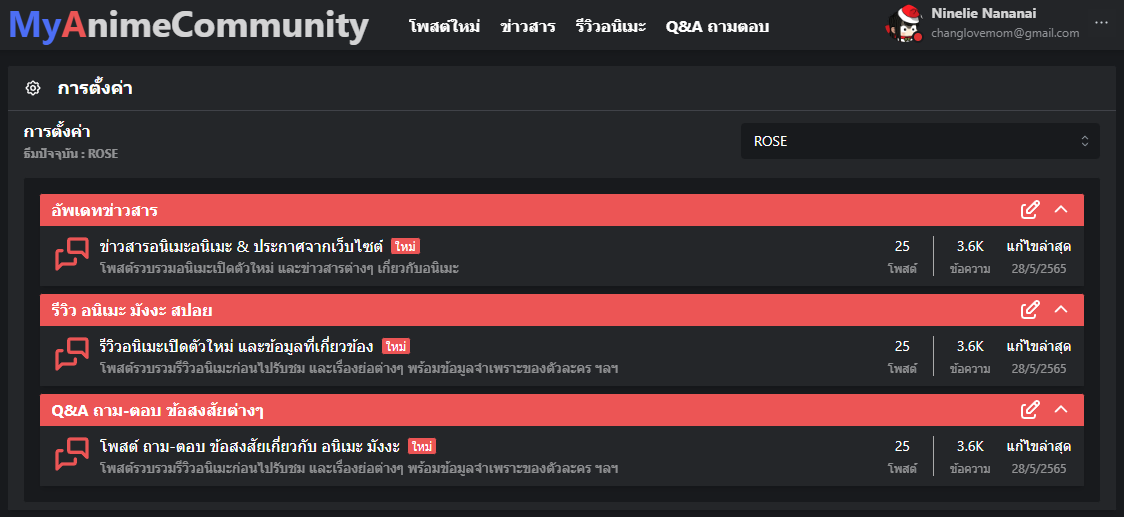 MyAnimeCommunity โพสต์ใหม่ ข่าวสาร รีวิวอนิเมะ Q&A ถามตอบ Ninelie Nananai
changlovemom@gmail.com
การตั้งค่า
การตั้งค่า
ธีมปัจจุบัน : ROSE
ROSE
อัพเดทข่าวสาร
ข่าวสารอนิเมะอนิเมะ & ประกาศจากเว็บไซต์ ใหม่ 25 3.6K แก้ไขล่าสุด
โพสต์รวบรวมอนิเมะเปิดตัวใหม่ และข่าวสารต่างๆ เกี่ยวกับอนิเมะ โพสต์ ข้อความ 28/5/2565
รีวิว อนิเมะ มังงะ สปอย
รีวิวอนิเมะเปิดตัวใหม่ และข้อมูลที่เกี่ยวข้อง ใหม่ 25 3.6K แก้ไขล่าสุด
โพสต์รวบรวมรีวิวอนิเมะก่อนไปรับชม และเรื่องย่อต่างๆ พร้อมข้อมูลจำเพราะของตัวละคร ฯลฯ โพสต์ ข้อความ 28/5/2565
Q&A ถาม-ตอบ ข้อสงสัยต่างๆ
โพสต์ ถาม-ตอบ ข้อสงสัยเกี่ยวกับ อนิเมะ มังงะ ใหม่ 25 3.6K แก้ไขล่าสุด
โพสต์รวบรวมรีวิวอนิเมะก่อนไปรับชม และเรื่องย่อต่างๆ พร้อมข้อมูลจำเพราะของตัวละคร ฯลฯ โพสต์ ข้อความ 28/5/2565